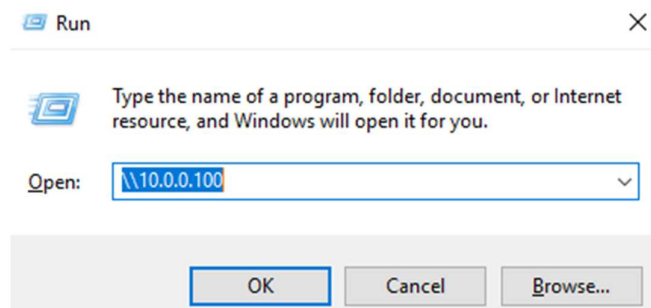 Run
Type the name of a program, folder, document, or Internet
resource, and Windows will open it for you.
Open: \\10.0.0.100
OK Cancel Browse...